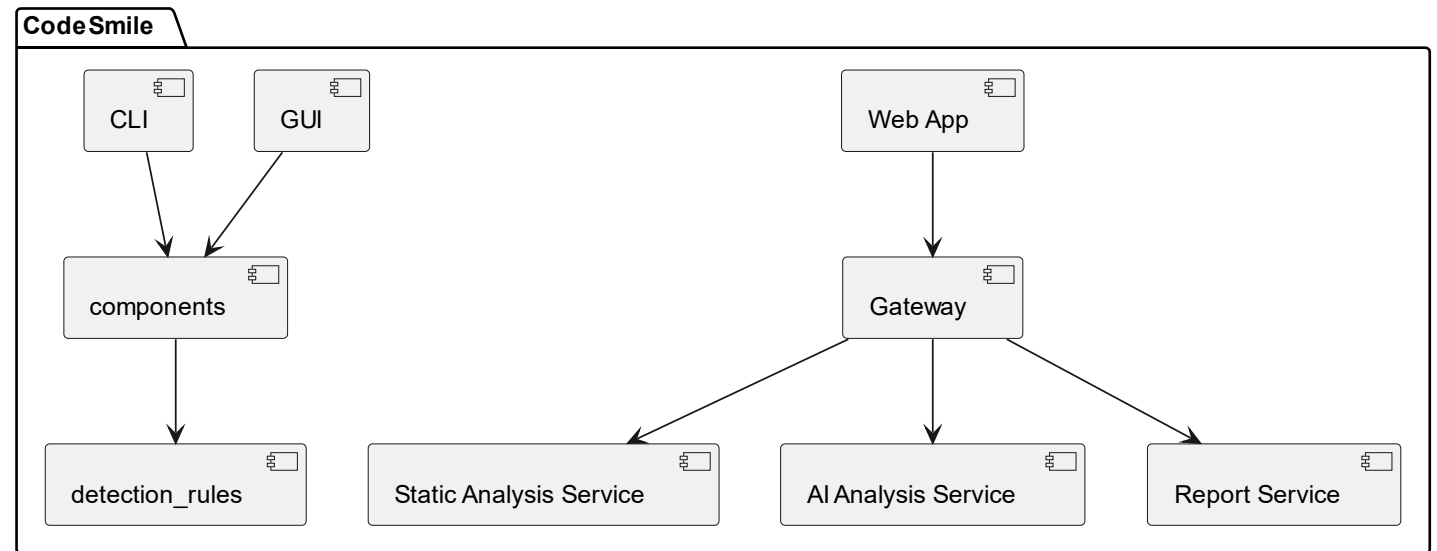 CodeSmile
CLI
GUI
Web App
components
Gateway
detection_rules
Static Analysis Service
AI Analysis Service
Report Service